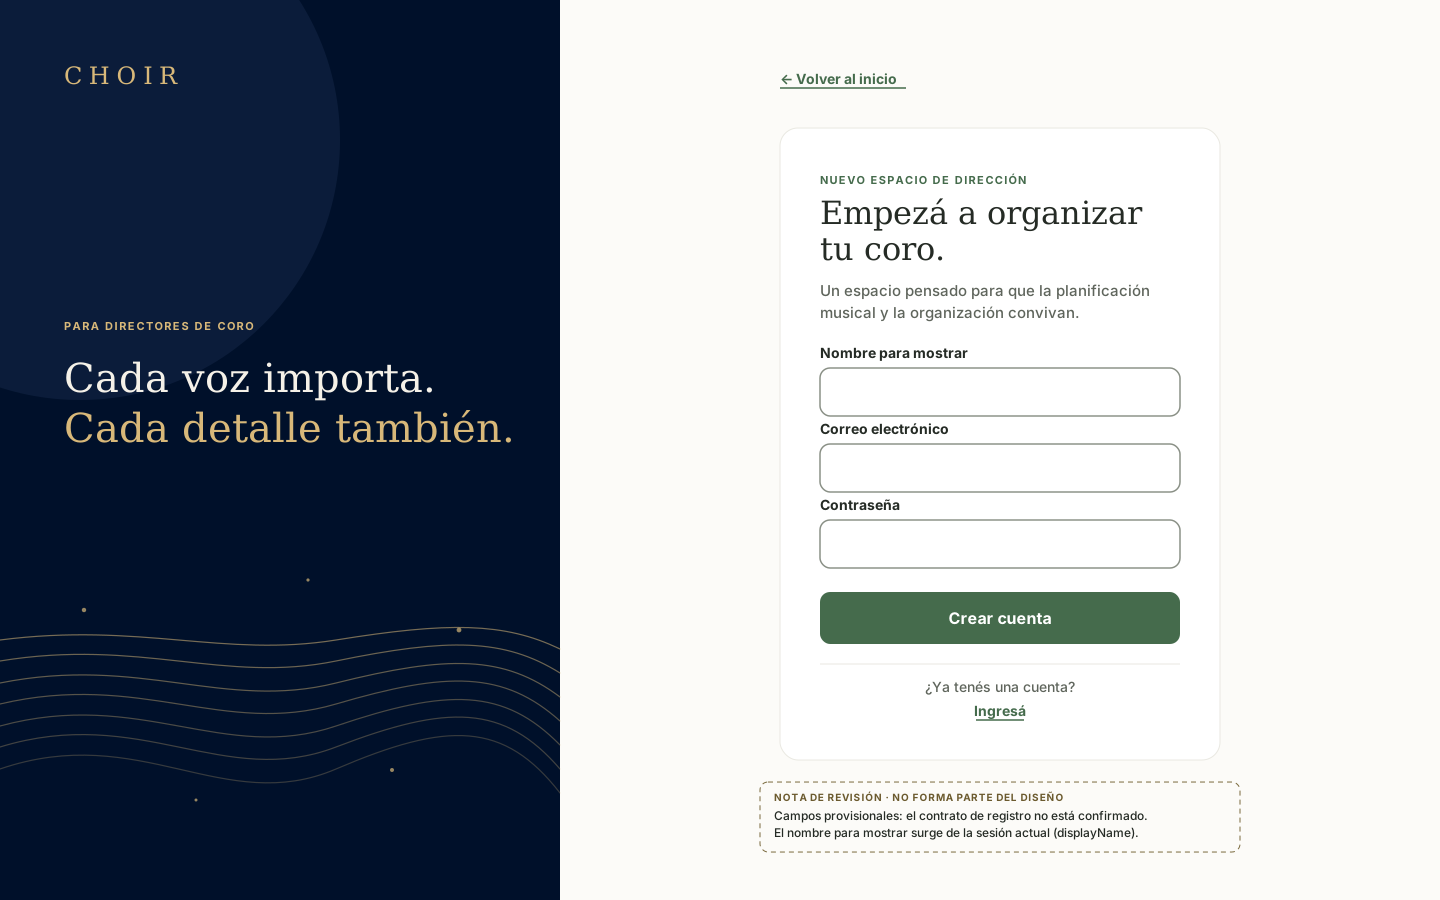 CHOIR
PARA DIRECTORES DE CORO
Cada voz importa.
Cada detalle también.
← Volver al inicio
NUEVO ESPACIO DE DIRECCIÓN
Empezá a organizar
tu coro.
Un espacio pensado para que la planificación
musical y la organización convivan.
Nombre para mostrar
Correo electrónico
Contraseña
Crear cuenta
¿Ya tenés una cuenta?
Ingresá
NOTA DE REVISIÓN · NO FORMA PARTE DEL DISEÑO
Campos provisionales: el contrato de registro no está confirmado.
El nombre para mostrar surge de la sesión actual (displayName).